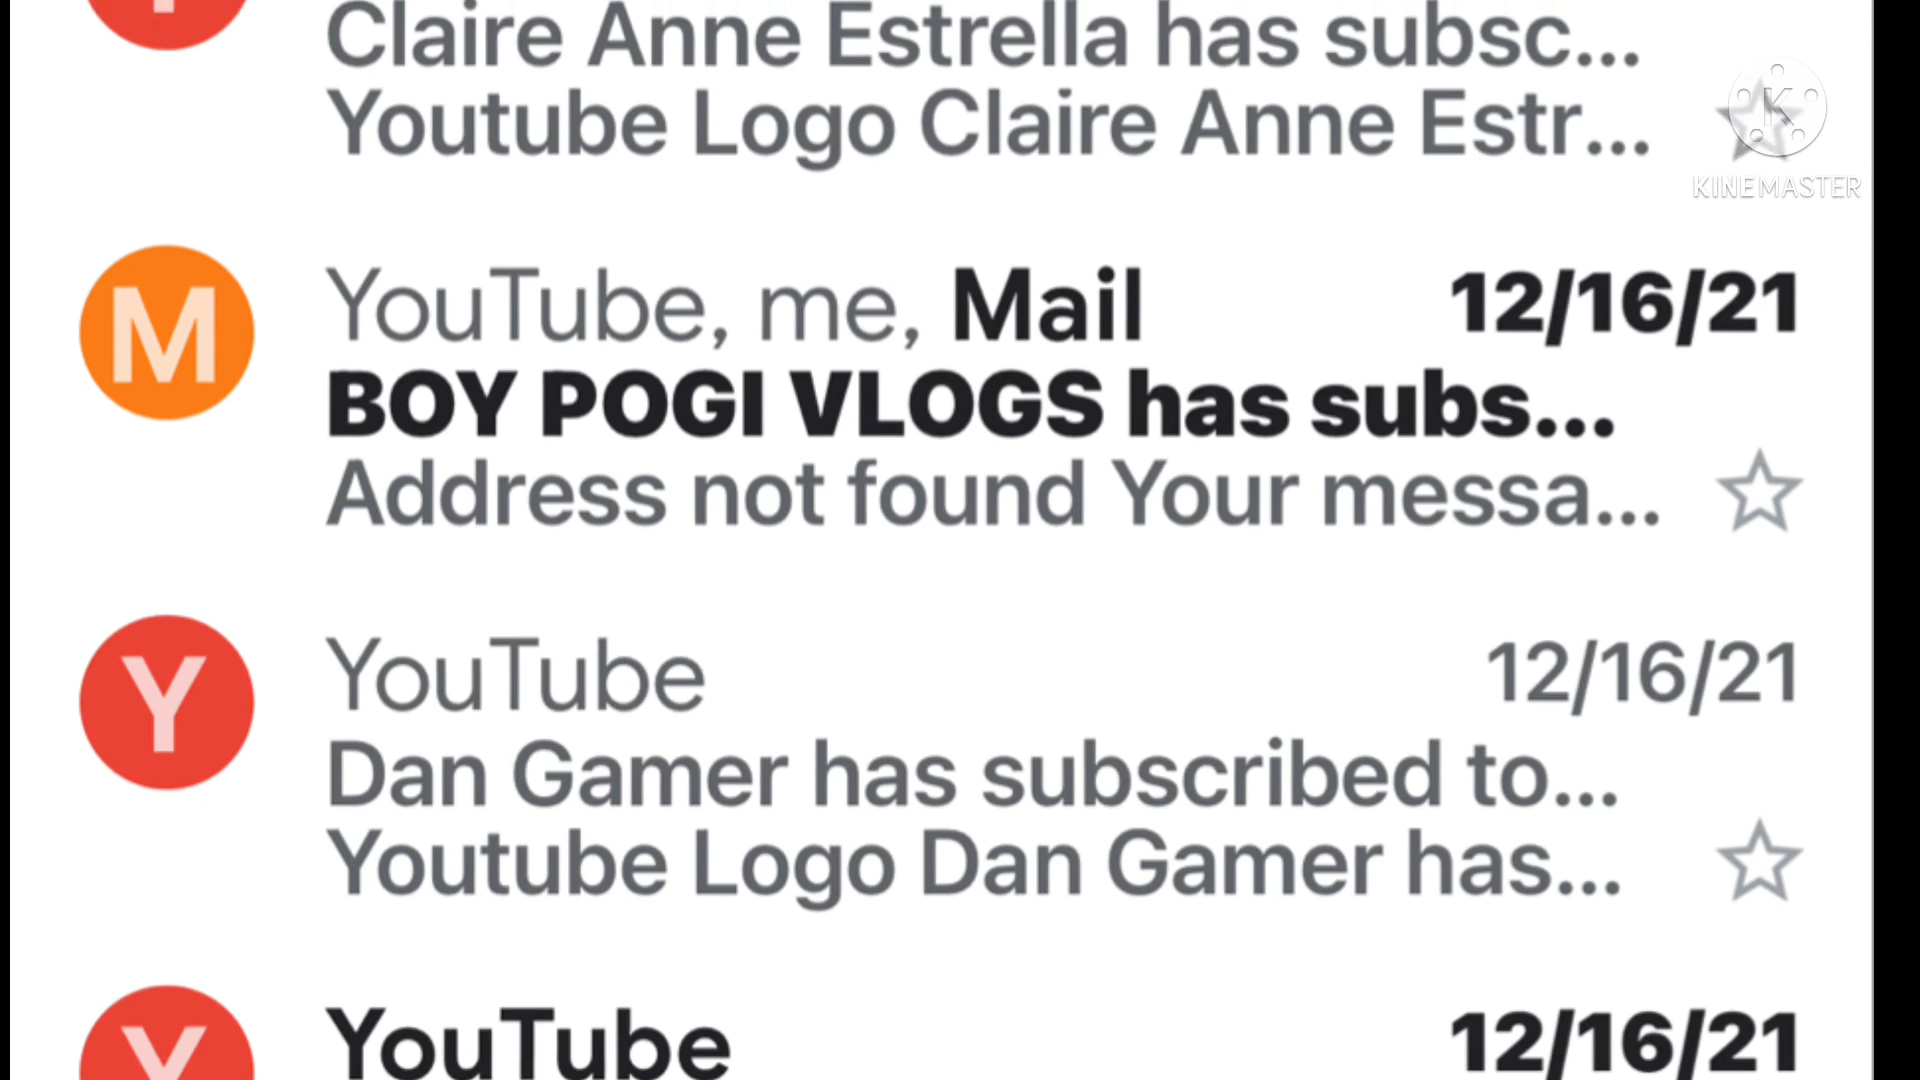 Claire Anne Estrella has subsc...
Youtube Logo Claire Anne Estr...
K
KINEMASTER
M
YouTube, me, Mail 12/16/21
BOY POGI VLOGS has subs...
Address not found Your messa...
Y
YouTube 12/16/21
Dan Gamer has subscribed to...
Youtube Logo Dan Gamer has...
Y
YouTube 12/16/21